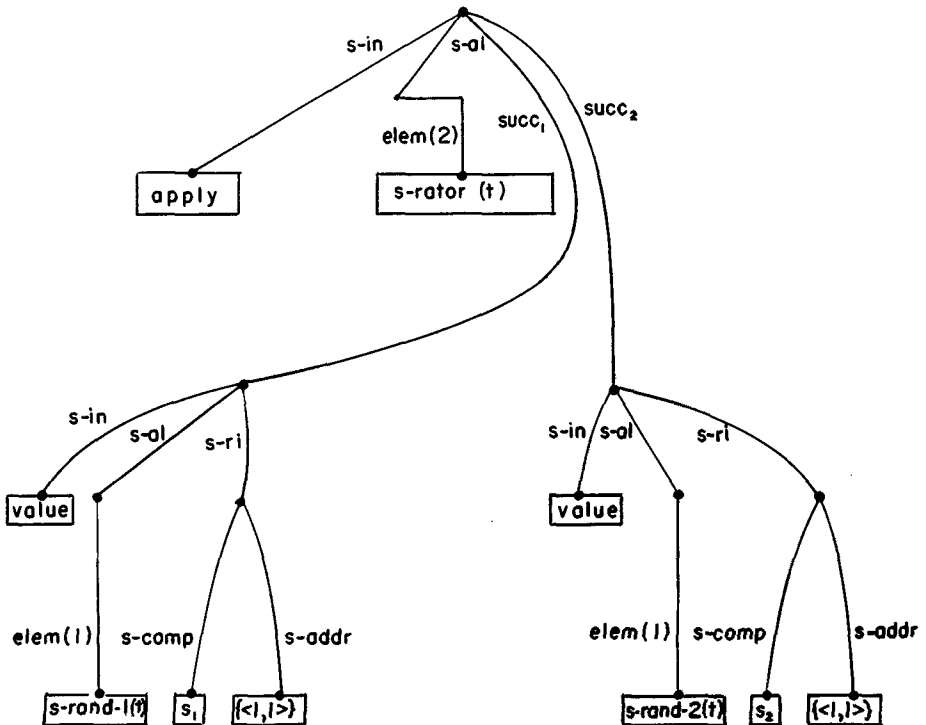 s-in
s-al
succ₁
succ₂
elem(2)
apply
s-rator (t)
s-in
s-al
s-ri
s-in
s-al
s-ri
value
value
elem(1)
s-comp
s-addr
elem(1)
s-comp
s-addr
s-rand-1(t)
s₁
{<1,1>}
s-rand-2(t)
s₂
{<1,1>}